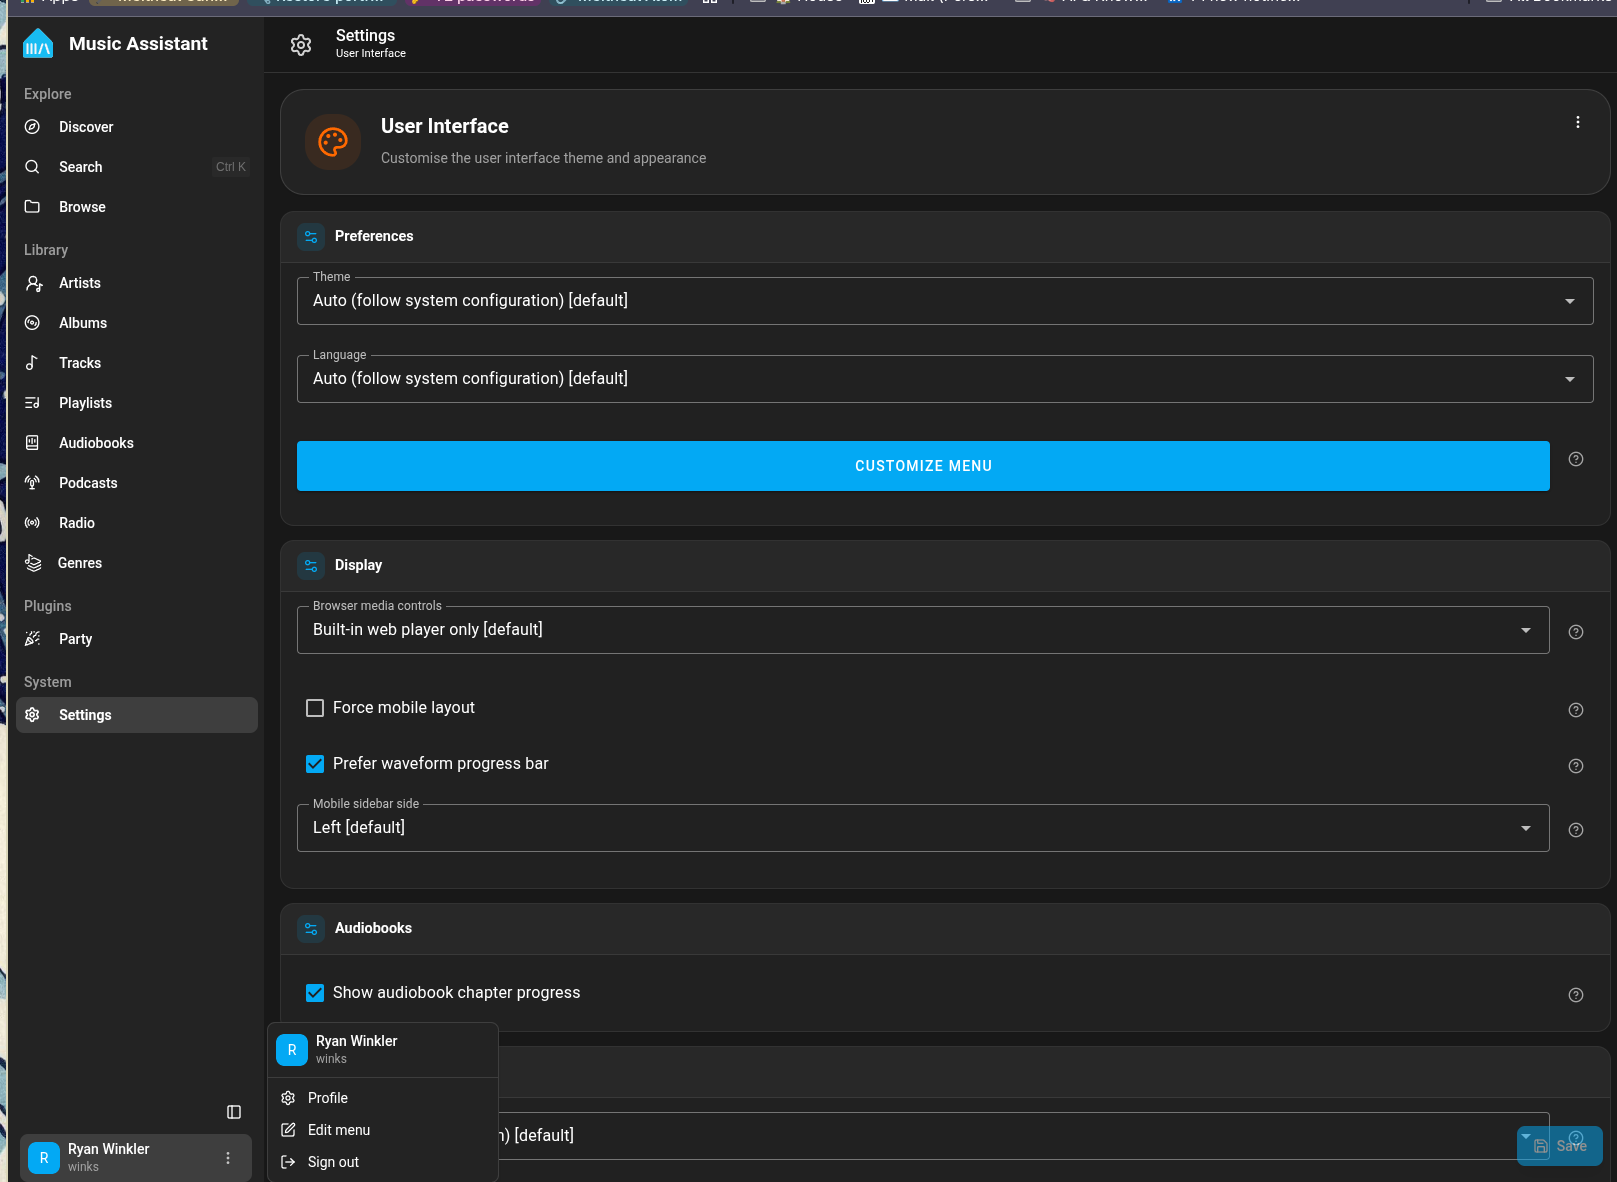 Music Assistant
Explore
Discover
Search
Ctrl K
Browse
Library
Artists
Albums
Tracks
Playlists
Audiobooks
Podcasts
Radio
Genres
Plugins
Party
System
Settings
Ryan Winkler
winks
Settings
User Interface
User Interface
Customise the user interface theme and appearance
Preferences
Theme
Auto (follow system configuration) [default]
Language
Auto (follow system configuration) [default]
CUSTOMIZE MENU
Display
Browser media controls
Built-in web player only [default]
Force mobile layout
Prefer waveform progress bar
Mobile sidebar side
Left [default]
Audiobooks
Show audiobook chapter progress
R
Ryan Winkler
winks
Profile
Edit menu
Sign out
) [default]
Save
R